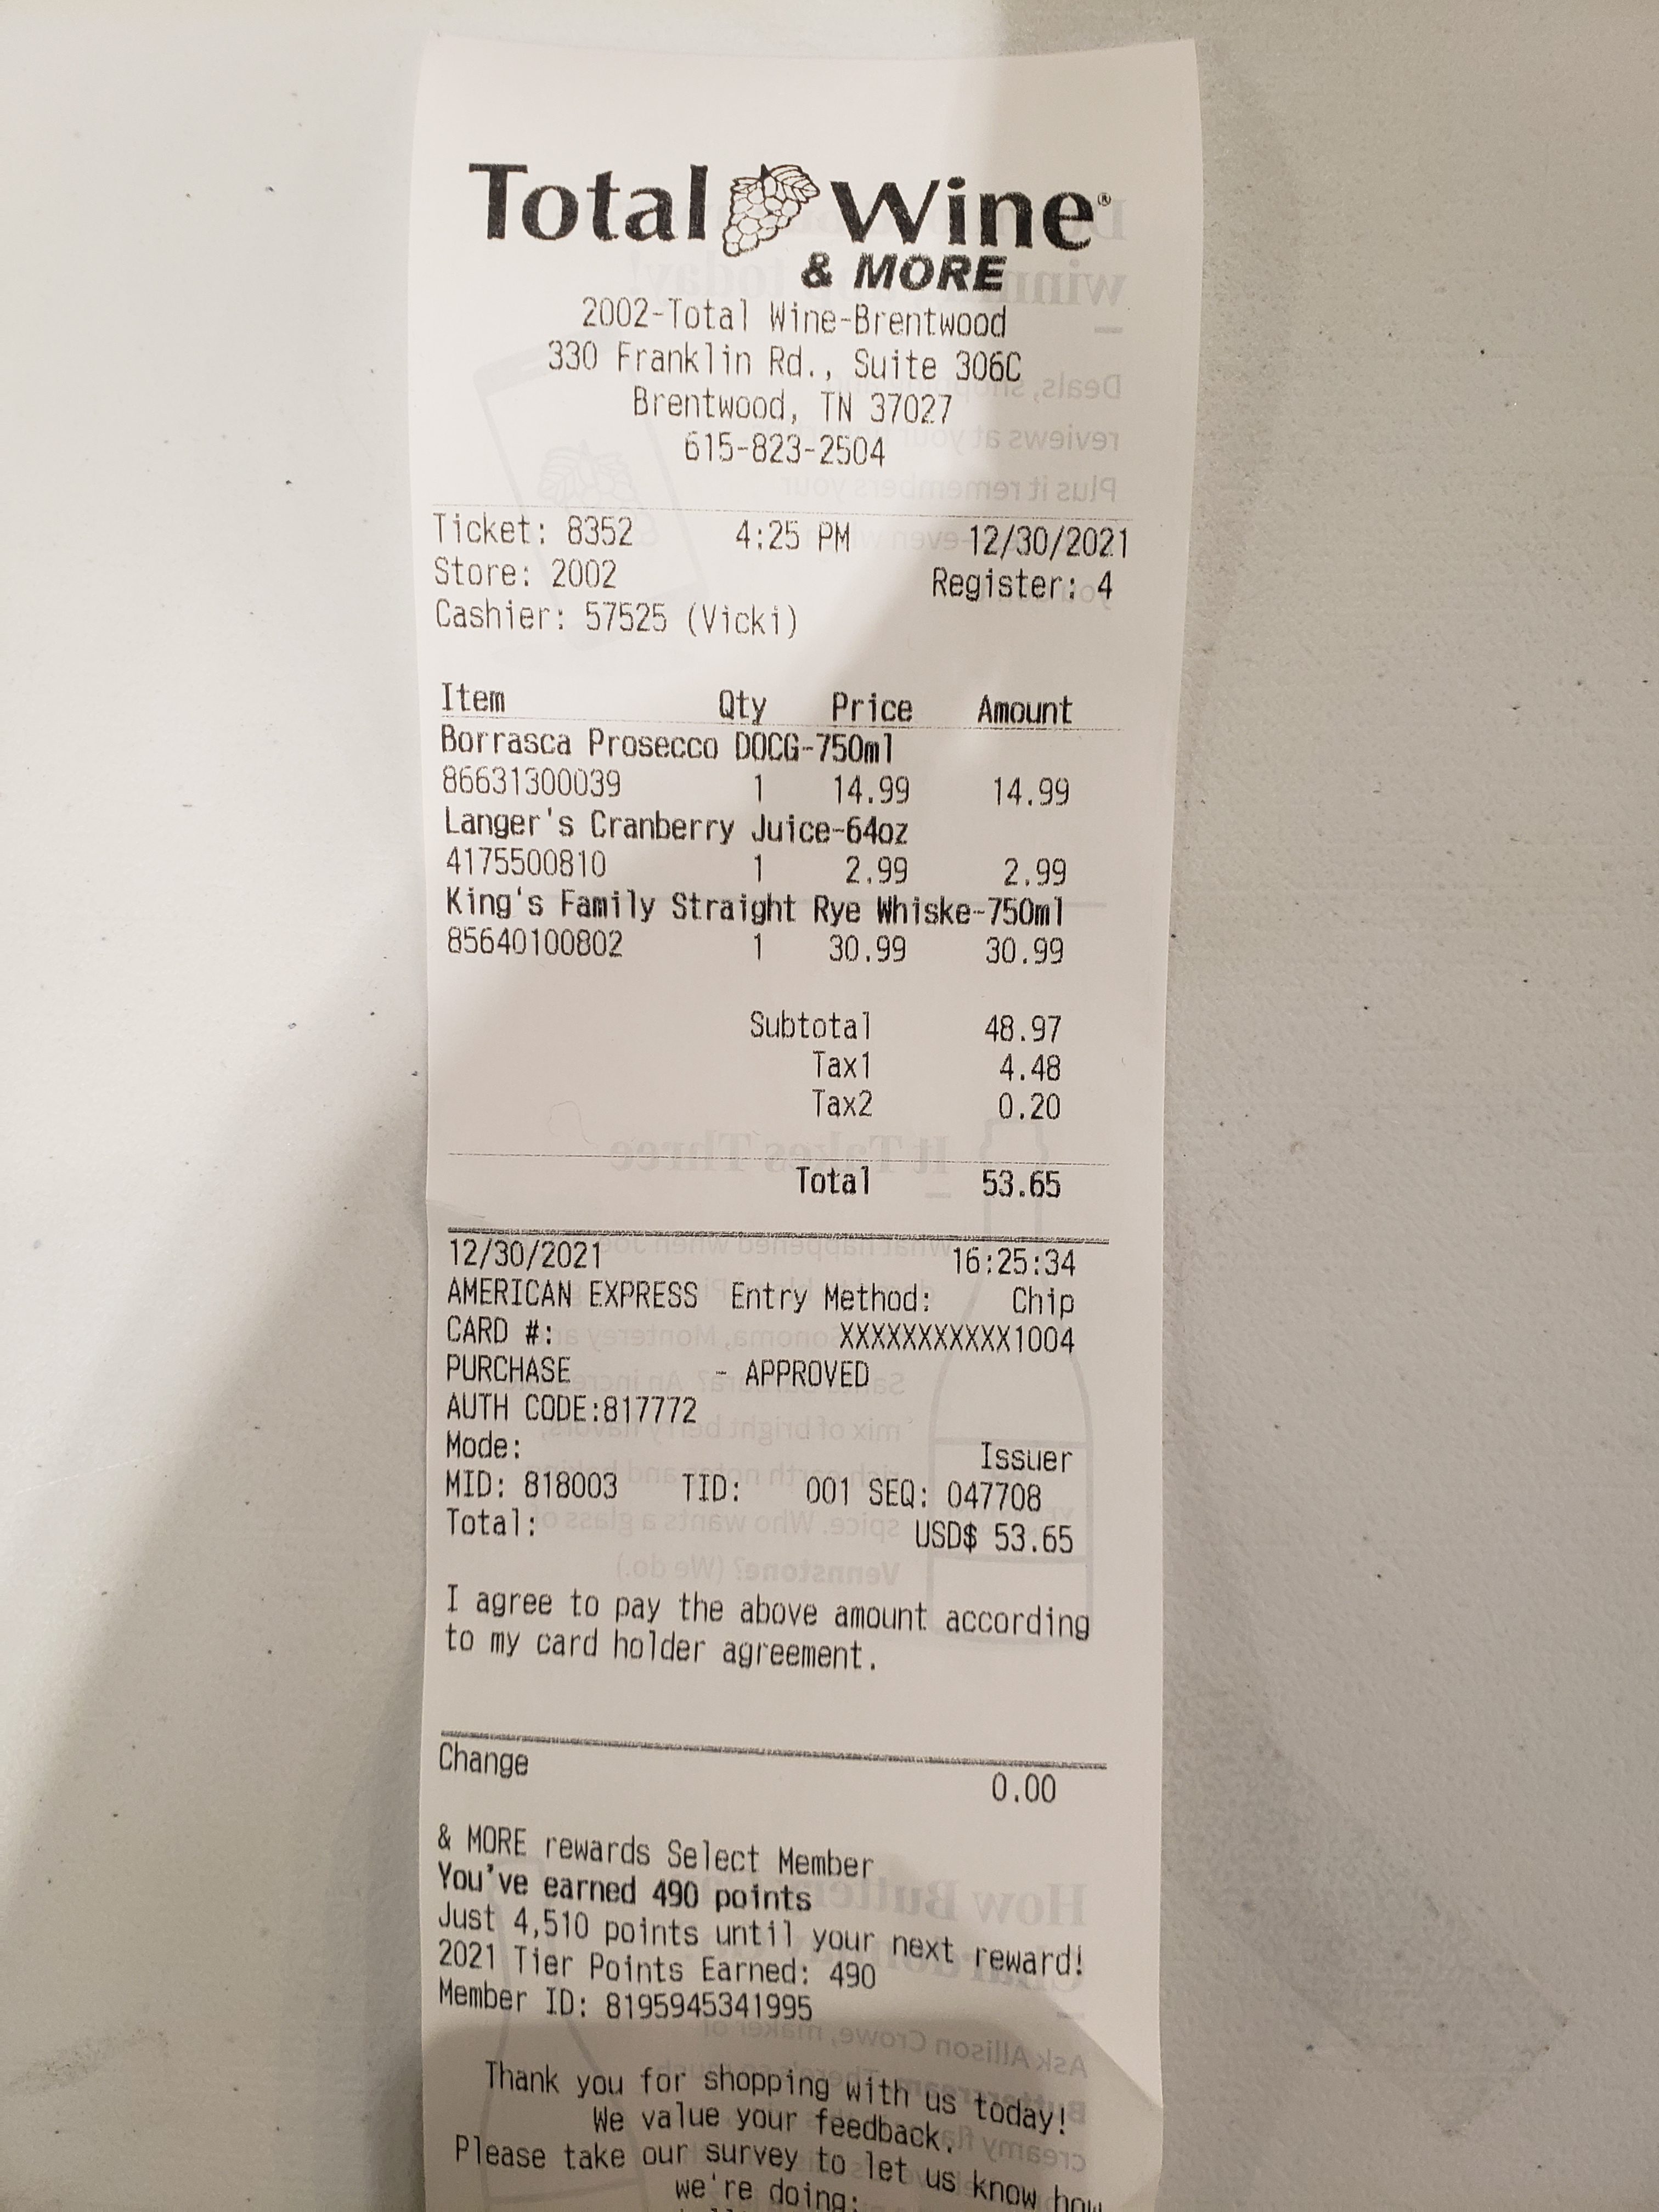 Total Wine®
& MORE
2002-Total Wine-Brentwood
330 Franklin Rd., Suite 306C
Brentwood, TN 37027
615-823-2504
Ticket: 8352 4:25 PM 12/30/2021
Store: 2002 Register: 4
Cashier: 57525 (Vicki)
Item Qty Price Amount
Borrasca Prosecco DOCG-750ml
86631300039 1 14.99 14.99
Langer's Cranberry Juice-64oz
4175500810 1 2.99 2.99
King's Family Straight Rye Whiske-750ml
85640100802 1 30.99 30.99
Subtotal 48.97
Tax1 4.48
Tax2 0.20
Total 53.65
12/30/2021 16:25:34
AMERICAN EXPRESS Entry Method: Chip
CARD #: XXXXXXXXXXX1004
PURCHASE - APPROVED
AUTH CODE:817772
Mode: Issuer
MID: 818003 TID: 001 SEQ: 047708
Total: USD$ 53.65
I agree to pay the above amount according
to my card holder agreement.
Change 0.00
& MORE rewards Select Member
You've earned 490 points
Just 4,510 points until your next reward!
2021 Tier Points Earned: 490
Member ID: 8195945341995
Thank you for shopping with us today!
We value your feedback.
Please take our survey to let us know how
we're doing: